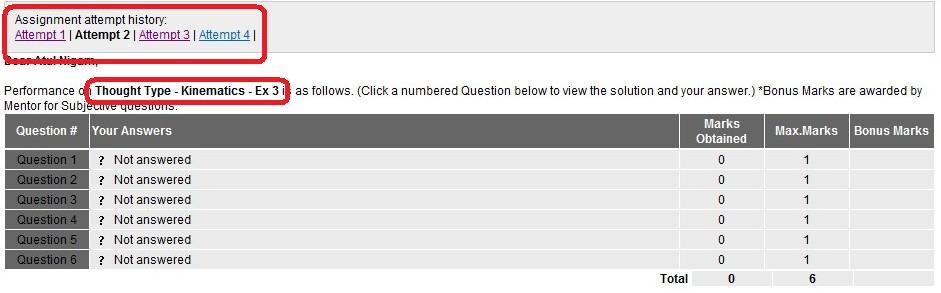 Assignment attempt history:
Attempt 1 | Attempt 2 | Attempt 3 | Attempt 4 |
Dear Atul Nigam,
Performance on Thought Type - Kinematics - Ex 3 is as follows. (Click a numbered Question below to view the solution and your answer.) *Bonus Marks are awarded by
Mentor for Subjective questions.
Question # Your Answers Marks Obtained Max.Marks Bonus Marks
Question 1 ? Not answered 0 1
Question 2 ? Not answered 0 1
Question 3 ? Not answered 0 1
Question 4 ? Not answered 0 1
Question 5 ? Not answered 0 1
Question 6 ? Not answered 0 1
Total 0 6